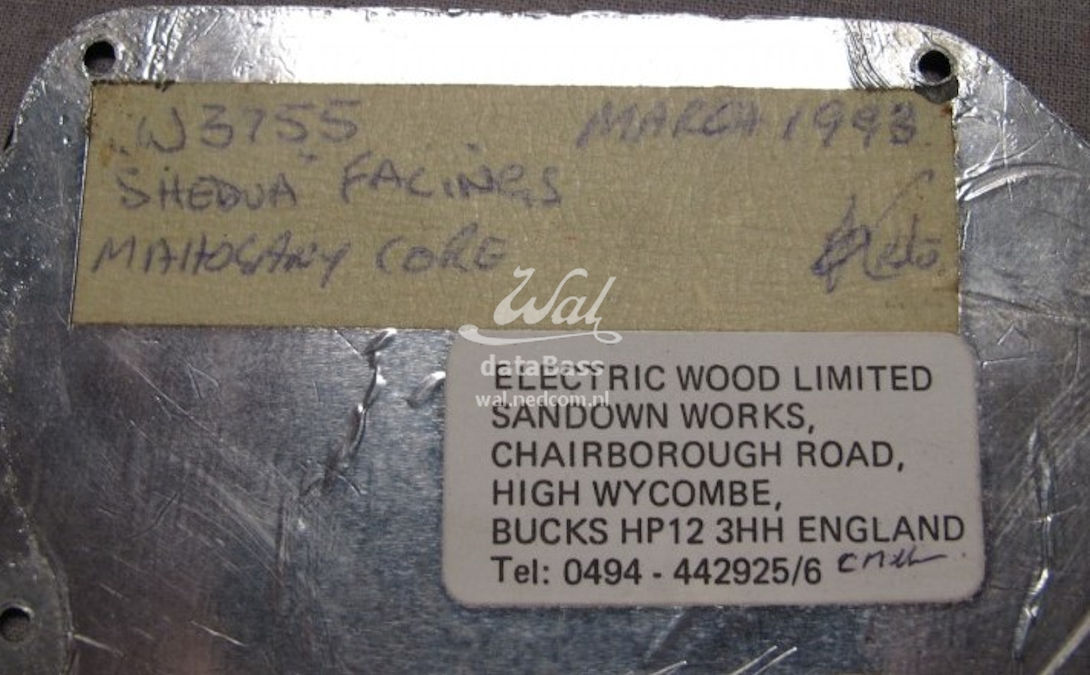 W3755 MARCH 1993
"SHEDUA" FACINGS
MAHOGANY CORE
Wal
dataBass
wal.nedcom.nl
ELECTRIC WOOD LIMITED
SANDOWN WORKS,
CHAIRBOROUGH ROAD,
HIGH WYCOMBE,
BUCKS HP12 3HH ENGLAND
Tel: 0494 - 442925/6